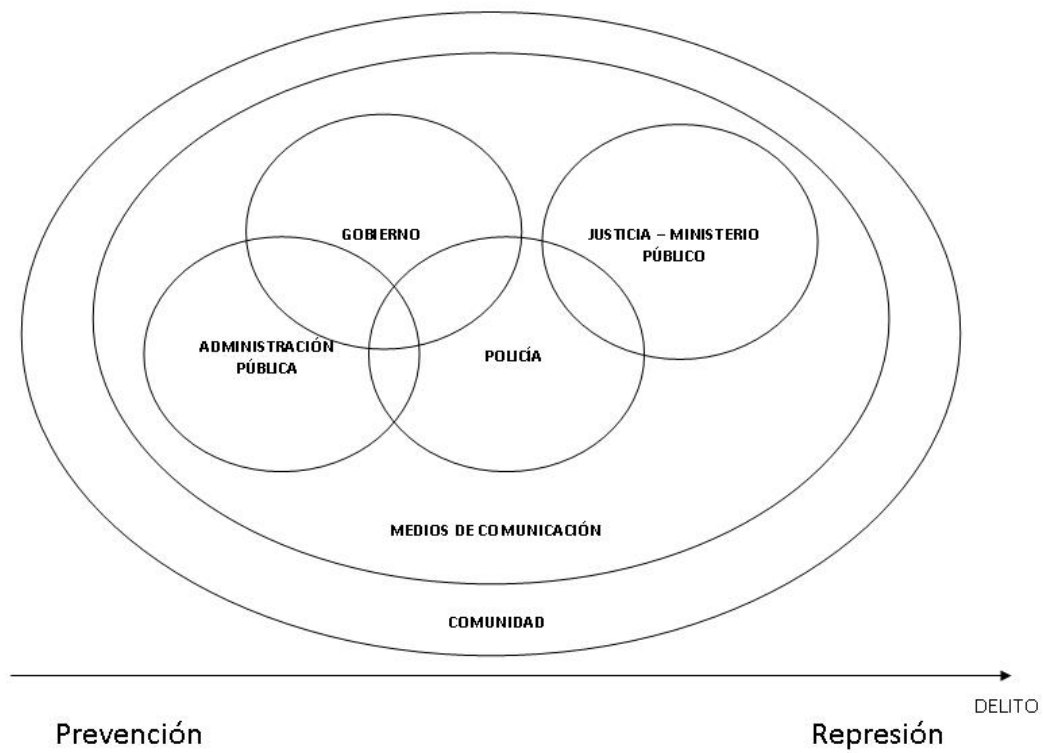 GOBIERNO
JUSTICIA – MINISTERIO
PÚBLICO
ADMINISTRACIÓN
PÚBLICA
POLICÍA
MEDIOS DE COMUNICACIÓN
COMUNIDAD
DELITO
Prevención
Represión